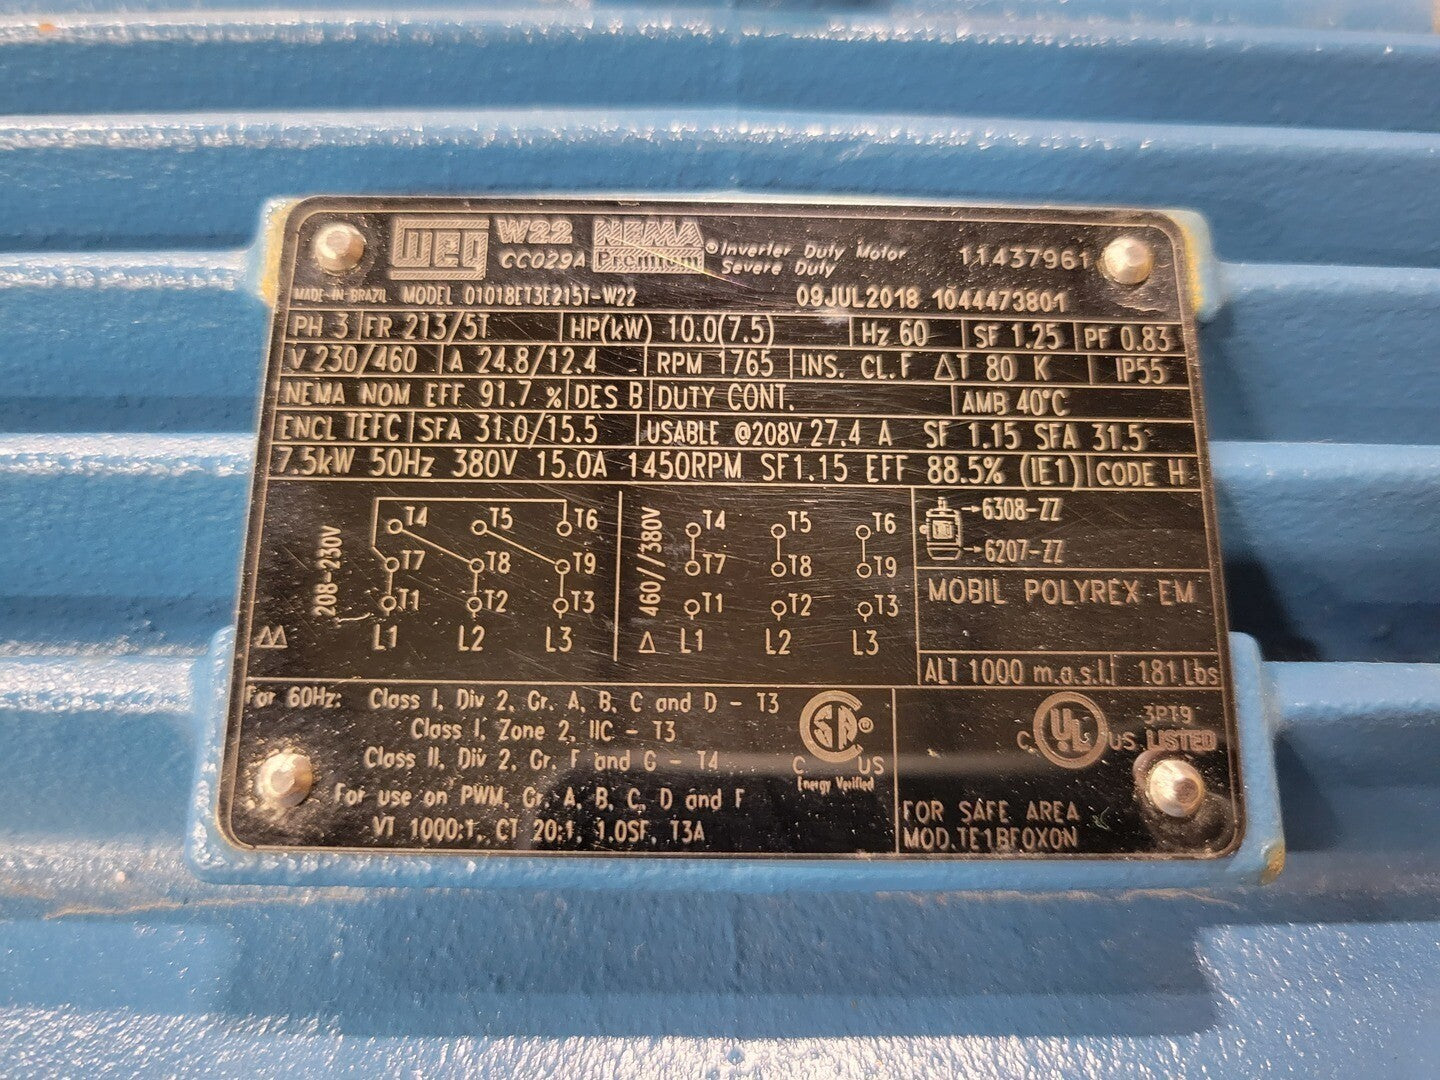 WEG W22 NEMA Premium ® Inverter Duty Motor 11437961
CC029A Severe Duty
MADE IN BRAZIL MODEL 01018ET3E215T-W22 09JUL2018 1044473801
PH 3 FR 213/5T HP(kW) 10.0(7.5) Hz 60 SF 1.25 PF 0.83
V 230/460 A 24.8/12.4 RPM 1765 INS. CL.F ΔT 80 K IP55
NEMA NOM EFF 91.7 % DES B DUTY CONT. AMB 40°C
ENCL TEFC SFA 31.0/15.5 USABLE @208V 27.4 A SF 1.15 SFA 31.5
7.5kW 50Hz 380V 15.0A 1450RPM SF1.15 EFF 88.5% (IE1) CODE H
208-230V
T4 T5 T6
T7 T8 T9
T1 T2 T3
ΔΔ L1 L2 L3
460//380V
T4 T5 T6
T7 T8 T9
T1 T2 T3
Δ L1 L2 L3
6308-ZZ
6207-ZZ
MOBIL POLYREX EM
ALT 1000 m.a.s.l. 181 Lbs
For 60Hz: Class I, Div 2, Gr. A, B, C and D - T3
Class I, Zone 2, IIC - T3
Class II, Div 2, Gr. F and G - T4
For use on PWM, Gr. A, B, C, D and F
VT 1000:1, CT 20:1, 1.0SF, T3A
CSA ®
C US
Energy Verified
C UL US 3PT9
LISTED
FOR SAFE AREA
MOD.TE1BF0X0N